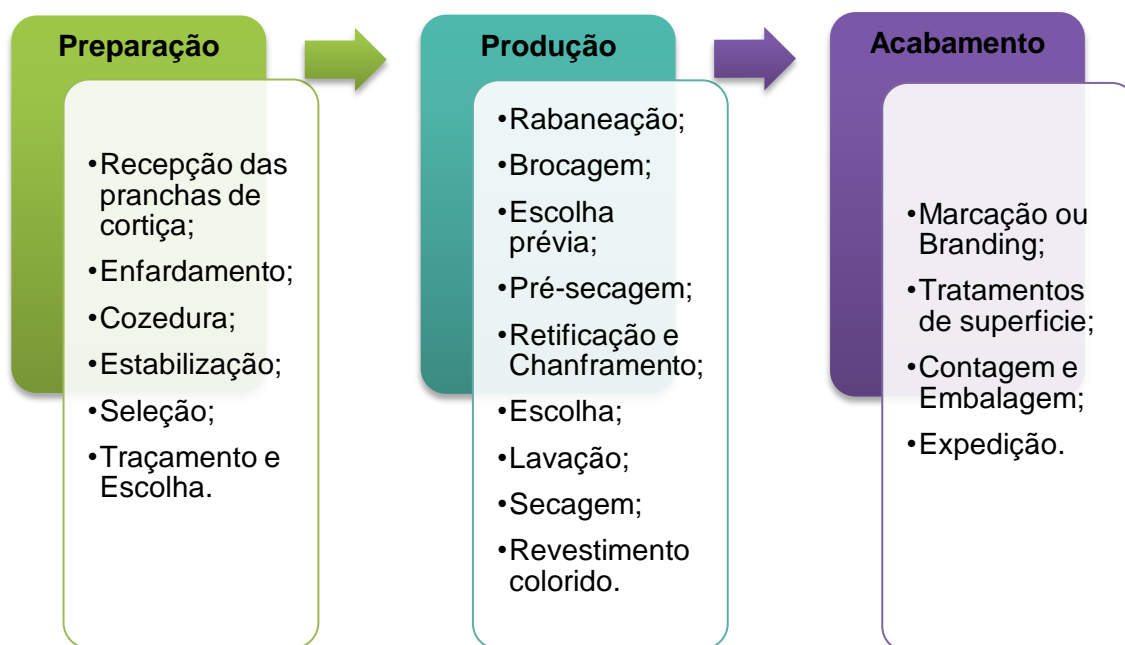 Preparação
•Recepção das
pranchas de
cortiça;
•Enfardamento;
•Cozedura;
•Estabilização;
•Seleção;
•Traçamento e
Escolha.
Produção
•Rabaneação;
•Brocagem;
•Escolha
prévia;
•Pré-secagem;
•Retificação e
Chanframento;
•Escolha;
•Lavação;
•Secagem;
•Revestimento
colorido.
Acabamento
•Marcação ou
Branding;
•Tratamentos
de superficie;
•Contagem e
Embalagem;
•Expedição.